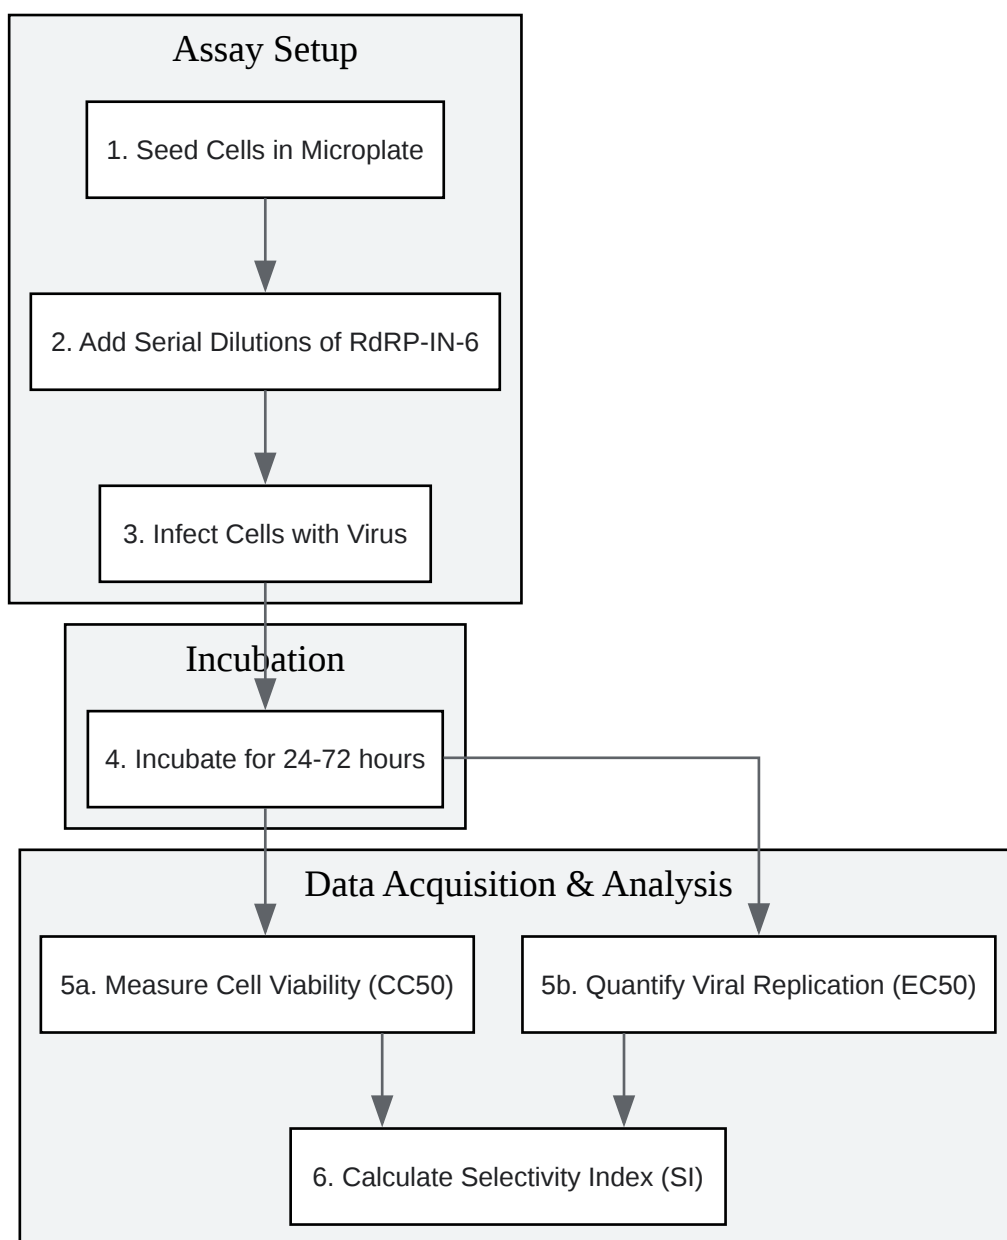 Assay Setup
1. Seed Cells in Microplate
2. Add Serial Dilutions of RdRP-IN-6
3. Infect Cells with Virus
Incubation
4. Incubate for 24-72 hours
Data Acquisition & Analysis
5a. Measure Cell Viability (CC50)
5b. Quantify Viral Replication (EC50)
6. Calculate Selectivity Index (SI)